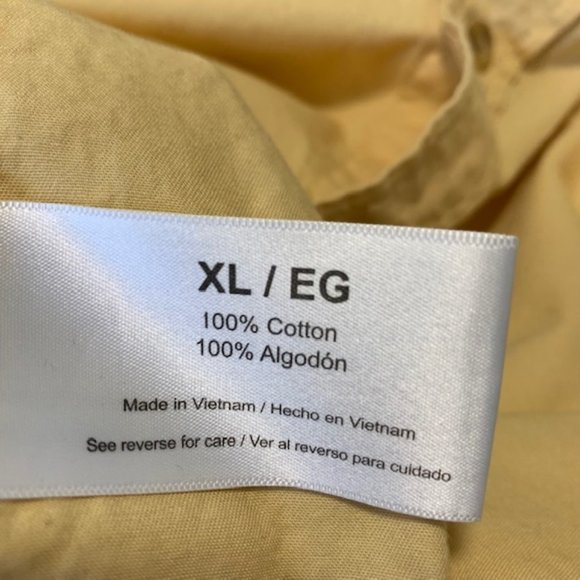 XL / EG
100% Cotton
100% Algodón
Made in Vietnam / Hecho en Vietnam
See reverse for care / Ver al reverso para cuidado